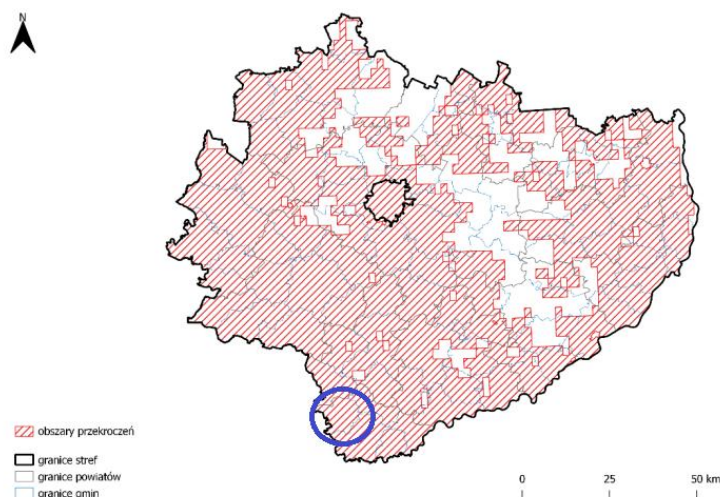 N
obszary przekroczeń
granice stref
granice powiatów
granice gmin
0 25 50 km